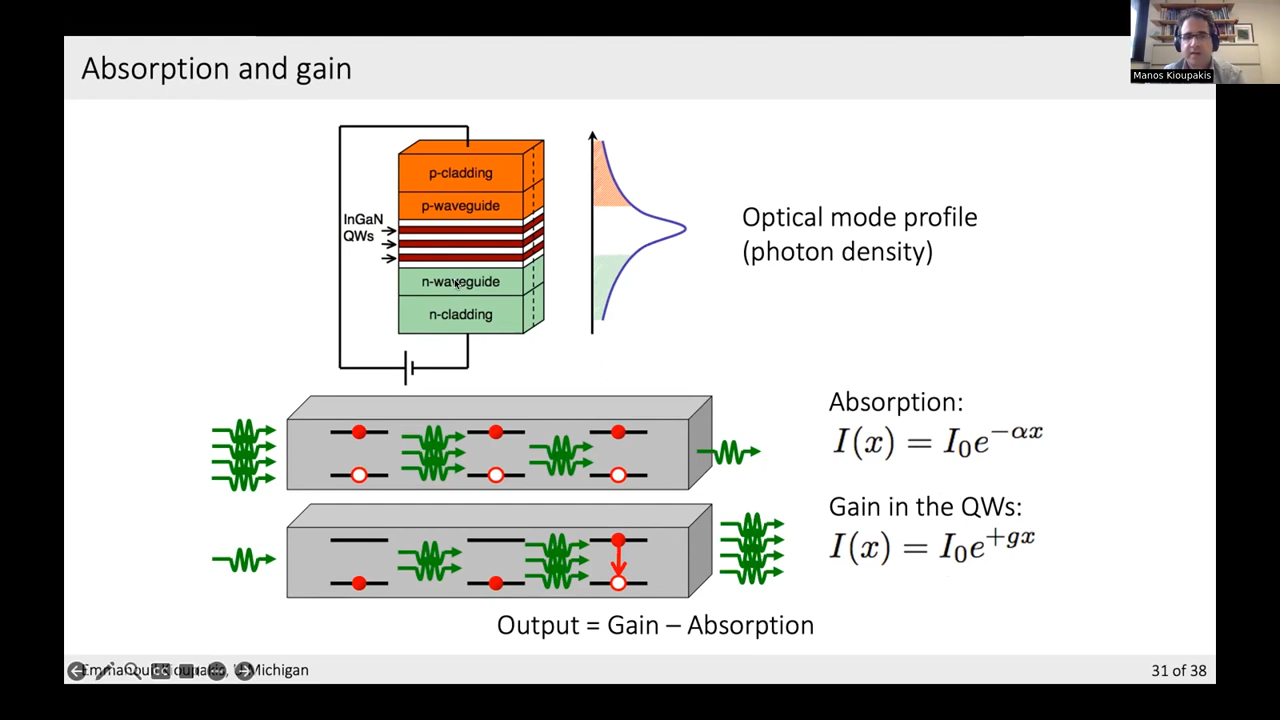 Manos Kioupakis
Absorption and gain
p-cladding
p-waveguide
InGaN
QWs
n-waveguide
n-cladding
Optical mode profile
(photon density)
Absorption:
I(x) = I₀e^{−αx}
Gain in the QWs:
I(x) = I₀e^{+gx}
Output = Gain – Absorption
Michigan
31 of 38